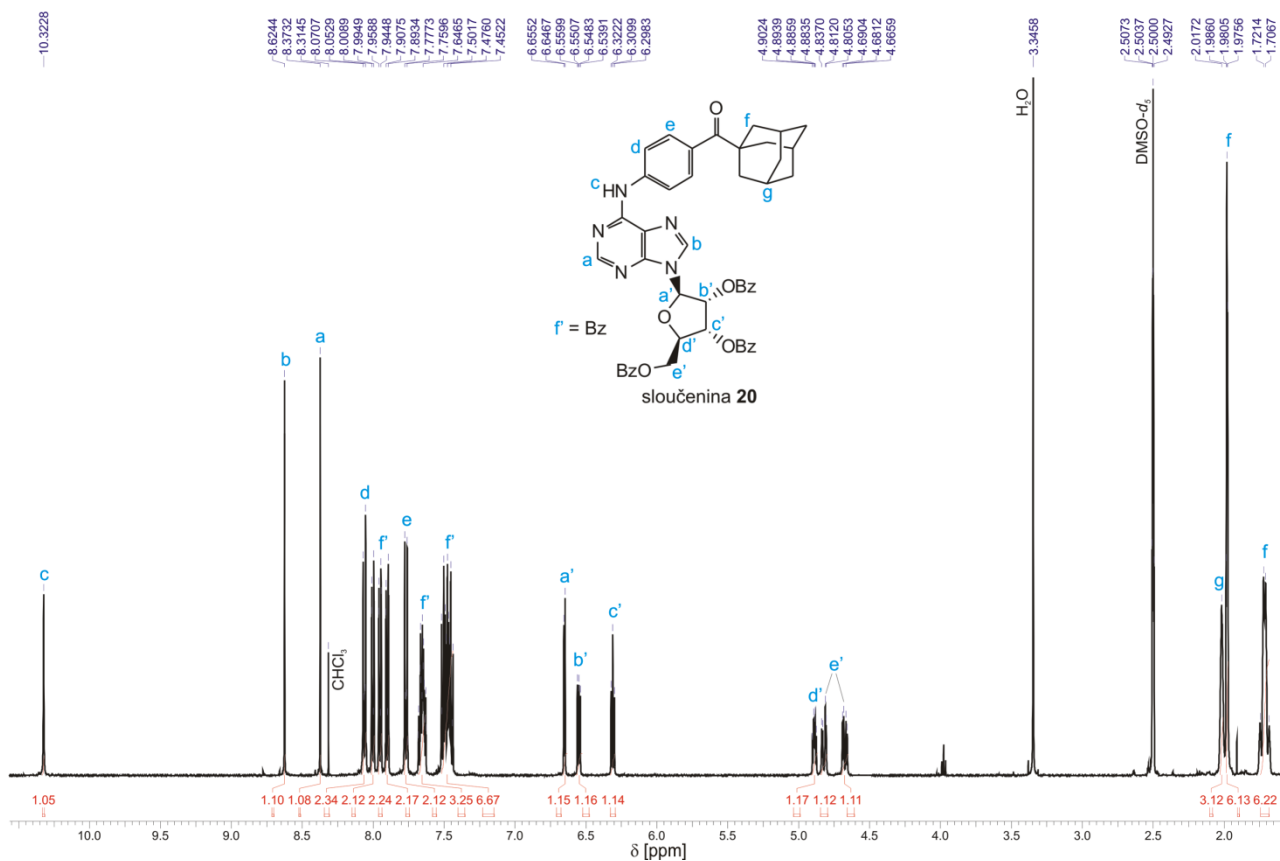 10.3228
8.6244
8.3732
8.3145
8.0707
8.0529
8.0089
7.9949
7.9588
7.9448
7.9075
7.8934
7.7773
7.7596
7.6465
7.5017
7.4760
7.4522
6.6552
6.6467
6.5599
6.5507
6.5483
6.5391
6.3222
6.3099
6.2983
4.9024
4.8939
4.8859
4.8835
4.8370
4.8120
4.8053
4.6904
4.6812
4.6659
3.3458
2.5073
2.5037
2.5000
2.4927
2.0172
1.9860
1.9805
1.9756
1.7214
1.7067
H2O
DMSO-d5
CHCl3
O
e
f
d
g
c
HN
N
N
b
a
N
N
a'
b'
OBz
O
c'
d'
OBz
BzO
e'
f' = Bz
sloučenina 20
c
b
a
d
f'
e
f'
f'
a'
b'
c'
d'
e'
g
f
f
1.05
1.10
1.08
2.34
2.12
2.24
2.17
2.12
3.25
6.67
1.15
1.16
1.14
1.17
1.12
1.11
3.12
6.13
6.22
10.0
9.5
9.0
8.5
8.0
7.5
7.0
6.5
6.0
5.5
5.0
4.5
4.0
3.5
3.0
2.5
2.0
δ [ppm]